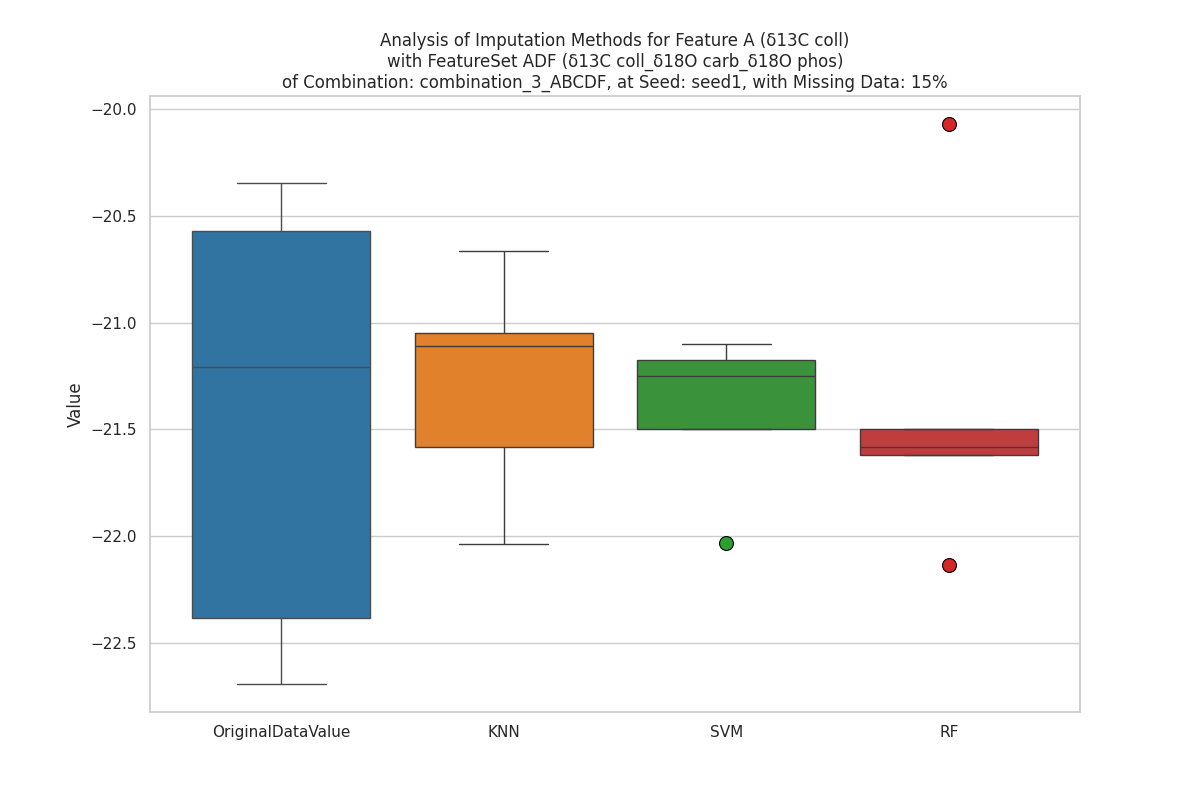 Analysis of Imputation Methods for Feature A (δ13C coll)
with FeatureSet ADF (δ13C coll_δ18O carb_δ18O phos)
of Combination: combination_3_ABCDF, at Seed: seed1, with Missing Data: 15%
−20.0
−20.5
−21.0
−21.5
−22.0
−22.5
Value
OriginalDataValue
KNN
SVM
RF